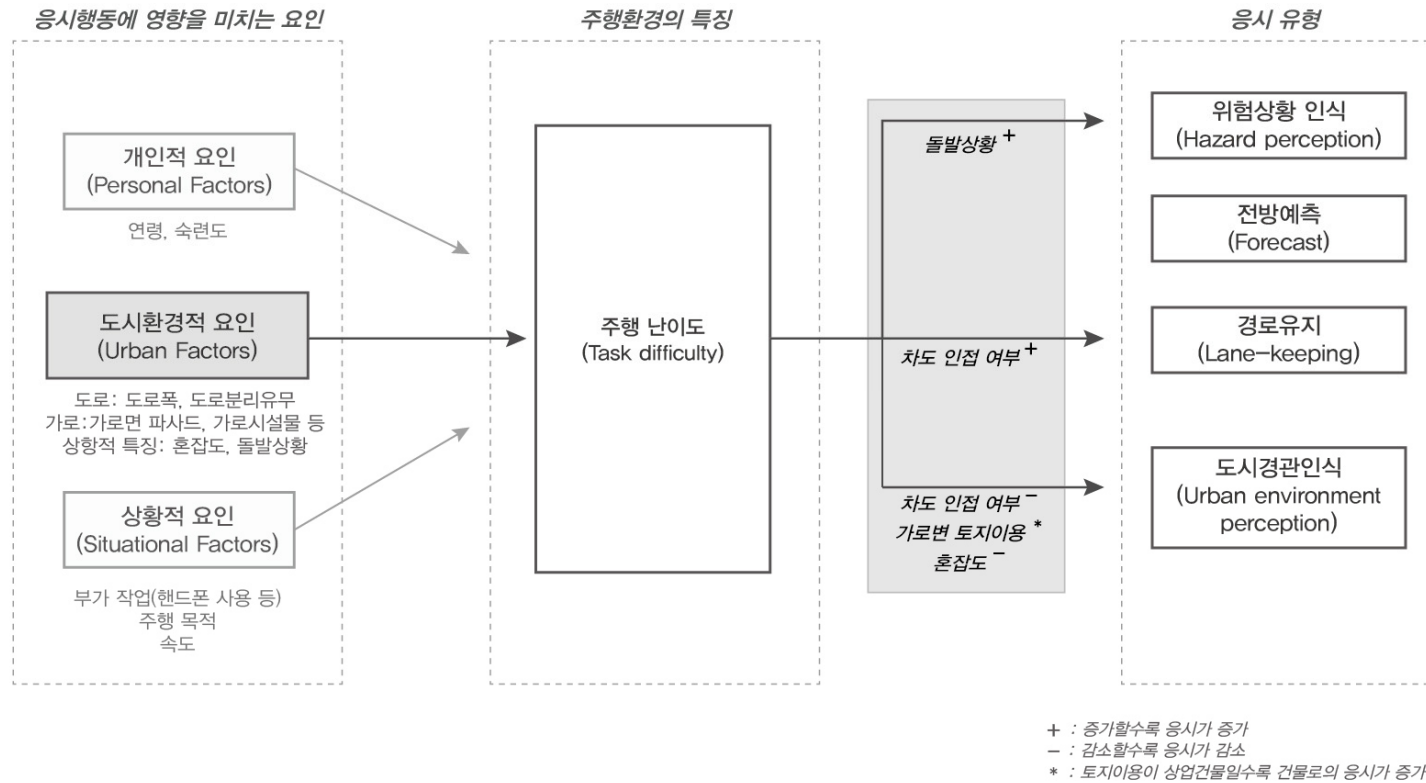 응시행동에 영향을 미치는 요인
주행환경의 특징
응시 유형
개인적 요인
(Personal Factors)
연령, 숙련도
도시환경적 요인
(Urban Factors)
도로: 도로폭, 도로분리유무
가로:가로면 파사드, 가로시설물 등
상항적 특징: 혼잡도, 돌발상황
상황적 요인
(Situational Factors)
부가 작업(핸드폰 사용 등)
주행 목적
속도
주행 난이도
(Task difficulty)
돌발상황 +
차도 인접 여부 +
차도 인접 여부 −
가로변 토지이용 *
혼잡도 −
위험상황 인식
(Hazard perception)
전방예측
(Forecast)
경로유지
(Lane-keeping)
도시경관인식
(Urban environment
perception)
+ : 증가할수록 응시가 증가
− : 감소할수록 응시가 감소
* : 토지이용이 상업건물일수록 건물로의 응시가 증가